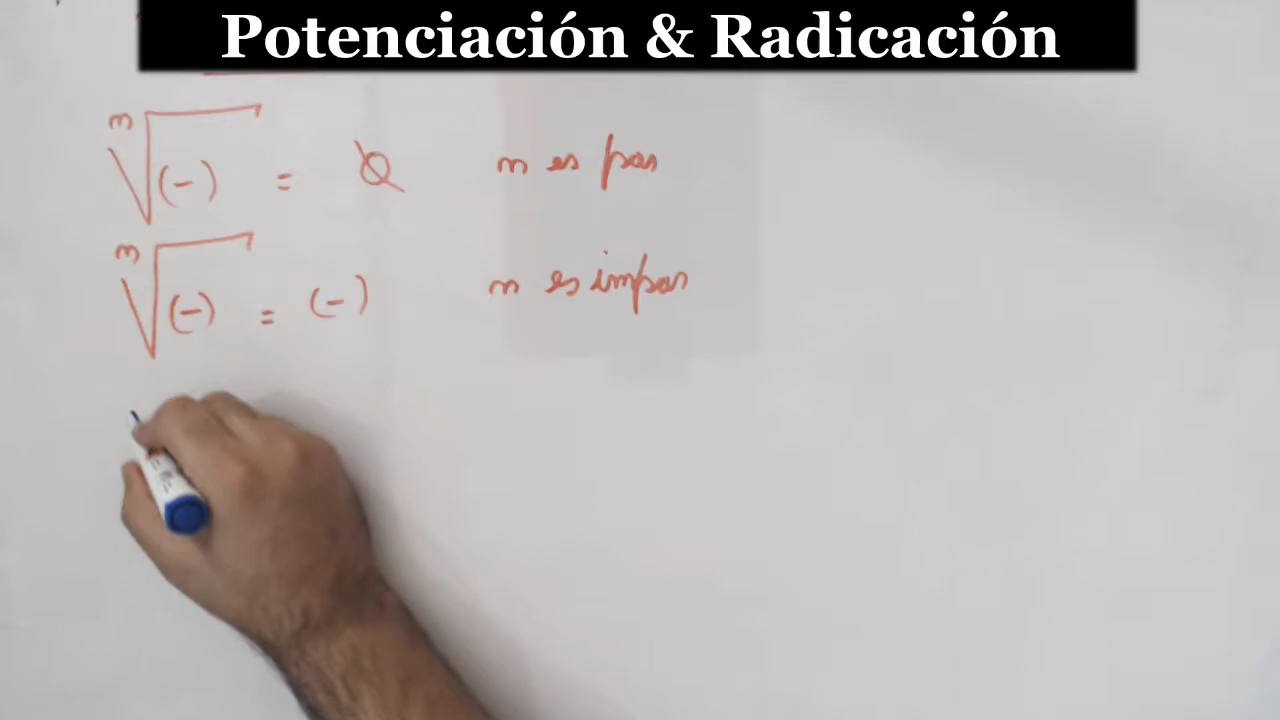 Potenciación & Radicación
ⁿ√(-) = ∅ n es par
ⁿ√(-) = (-) n es impar